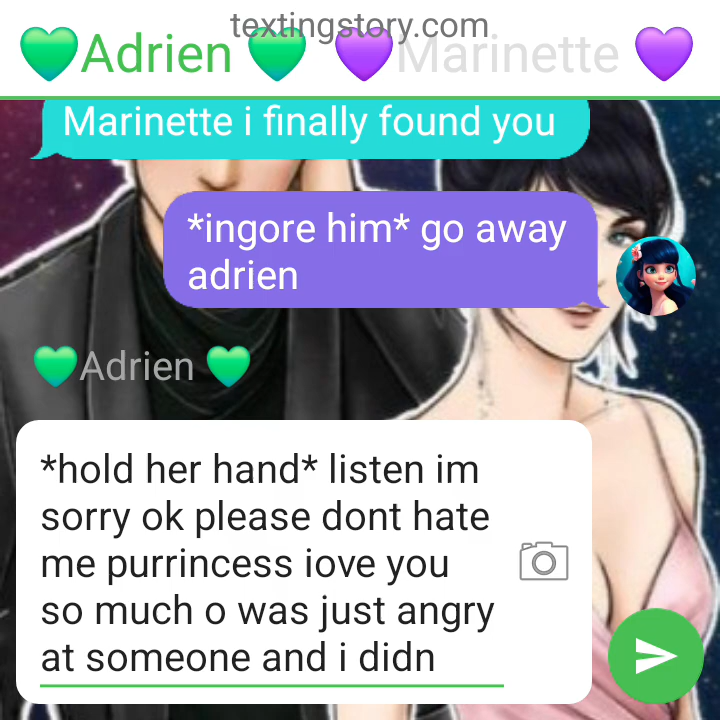 textingstory.com
💚Adrien 💚 💜Marinette 💜
Marinette i finally found you
*ingore him* go away
adrien
💚Adrien 💚
*hold her hand* listen im
sorry ok please dont hate
me purrincess iove you
so much o was just angry
at someone and i didn